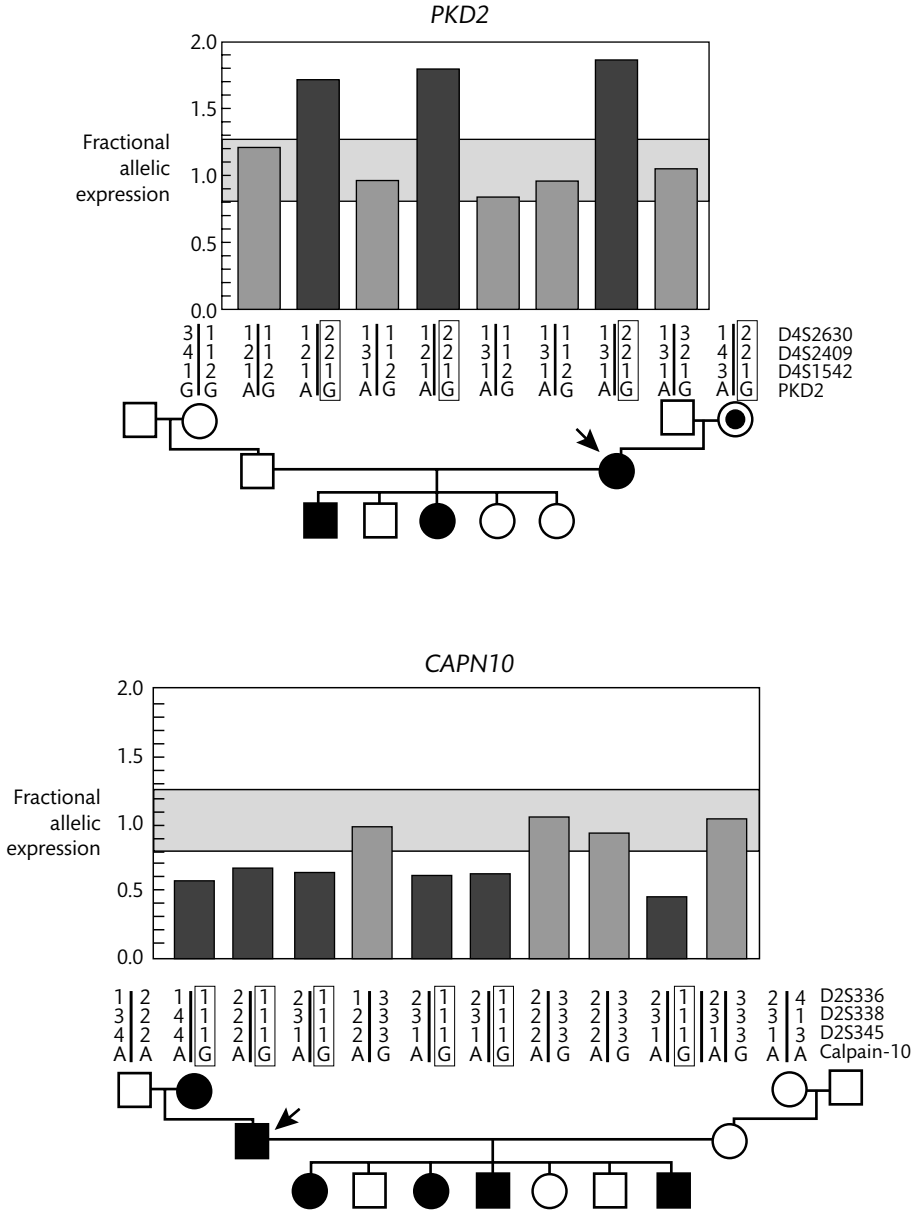 PKD2
2.0
1.5
1.0
0.5
0.0
Fractional
allelic
expression
3 1 1 1 1 2 1 1 1 2 1 1 1 1 1 2 1 3 1 2 D4S2630
4 1 2 1 2 2 3 1 2 2 3 1 3 1 3 2 3 2 4 2 D4S2409
1 2 1 2 1 1 1 2 1 1 1 2 1 2 1 1 1 1 3 1 D4S1542
G G A G A G A G A G A G A G A G A G A G PKD2
CAPN10
2.0
1.5
1.0
0.5
0.0
Fractional
allelic
expression
1 2 1 1 2 1 2 1 1 3 2 1 2 1 2 3 2 3 2 1 2 3 2 4 D2S336
3 2 4 1 2 1 3 1 2 3 3 1 3 1 2 3 2 3 3 1 3 3 3 1 D2S338
4 2 4 1 2 1 1 1 2 3 1 1 1 1 2 3 2 3 1 1 1 3 1 3 D2S345
A A A G A G A G A G A G A G A G A G A G A G A A Calpain-10